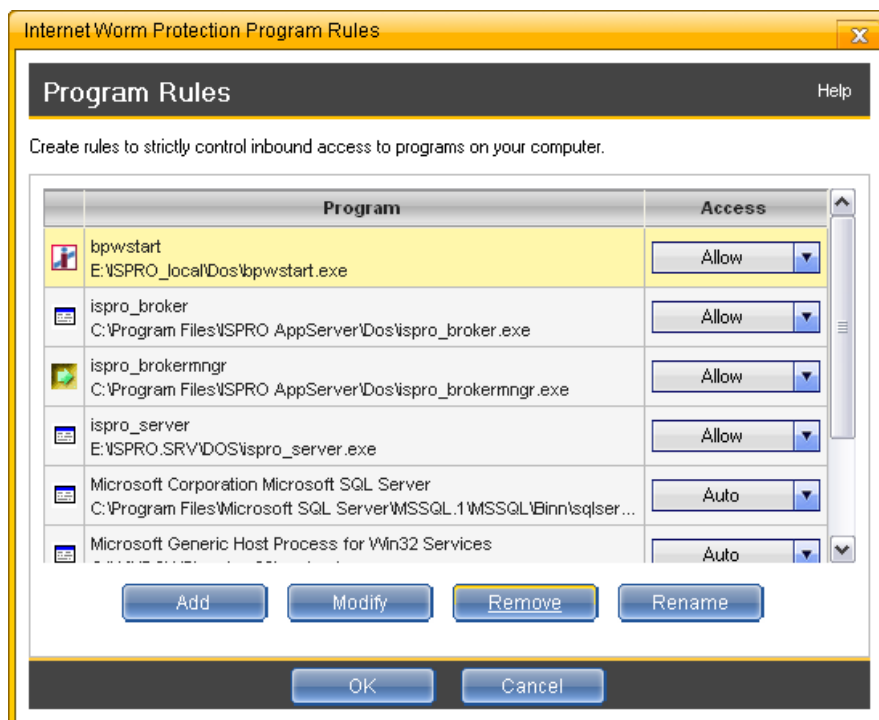 Internet Worm Protection Program Rules
Program Rules
Help
Create rules to strictly control inbound access to programs on your computer.
Program
Access
bpwstart
E:\ISPRO_local\Dos\bpwstart.exe
Allow
ispro_broker
C:\Program Files\ISPRO AppServer\Dos\ispro_broker.exe
Allow
ispro_brokermngr
C:\Program Files\ISPRO AppServer\Dos\ispro_brokermngr.exe
Allow
ispro_server
E:\ISPRO.SRV\DOS\ispro_server.exe
Allow
Microsoft Corporation Microsoft SQL Server
C:\Program Files\Microsoft SQL Server\MSSQL.1\MSSQL\Binn\sqlser...
Auto
Microsoft Generic Host Process for Win32 Services
Auto
Add
Modify
Remove
Rename
OK
Cancel